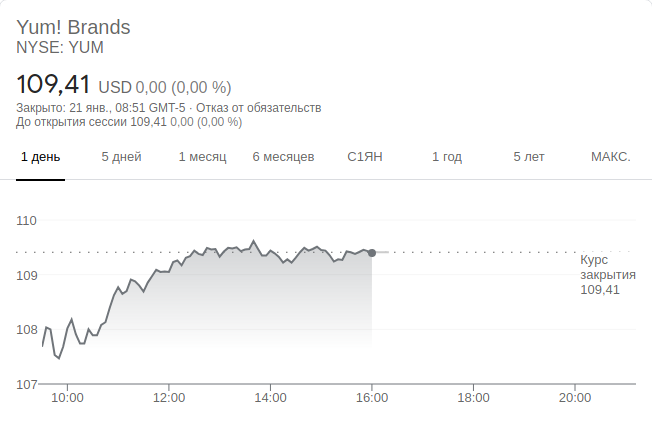 Yum! Brands
NYSE: YUM
109,41 USD 0,00 (0,00 %)
Закрыто: 21 янв., 08:51 GMT-5 · Отказ от обязательств
До открытия сессии 109,41 0,00 (0,00 %)
1 день 5 дней 1 месяц 6 месяцев С1ЯН 1 год 5 лет МАКС.
110
109
108
107
Курс
закрытия
109,41
10:00 12:00 14:00 16:00 18:00 20:00